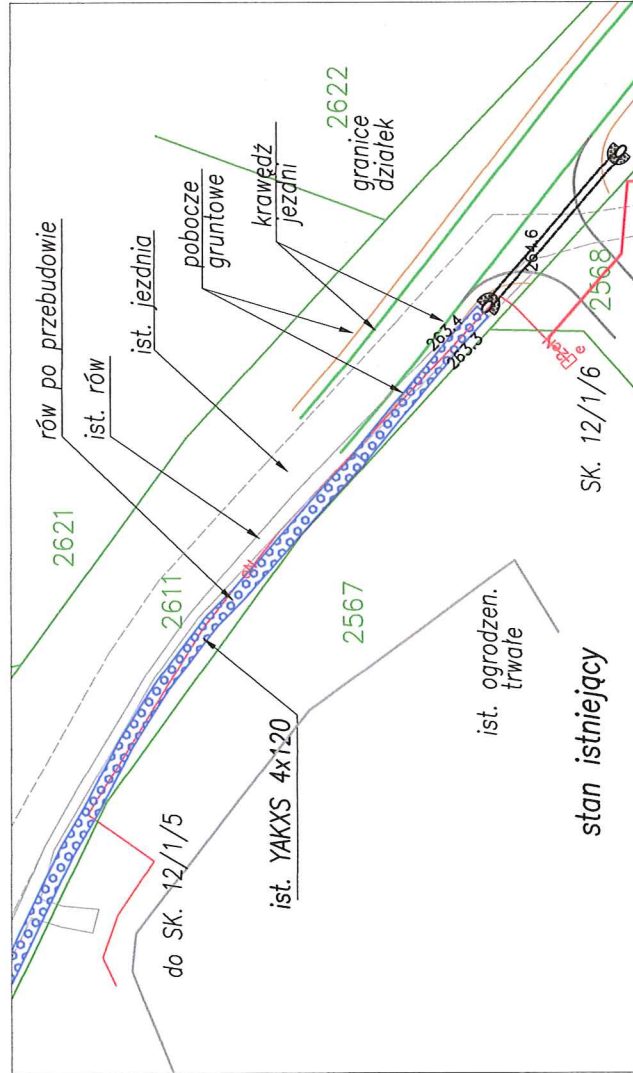 rów po przebudowie
ist. rów
ist. jezdnia
pobocze
gruntowe
krawędź
jezdni
granice
działek
2621
2622
2611
2567
2568
263.4
263.3
264.6
eN
SK. 12/1/6
do SK. 12/1/5
ist. YAKXS 4x120
ist. ogrodzen.
trwałe
stan istniejący